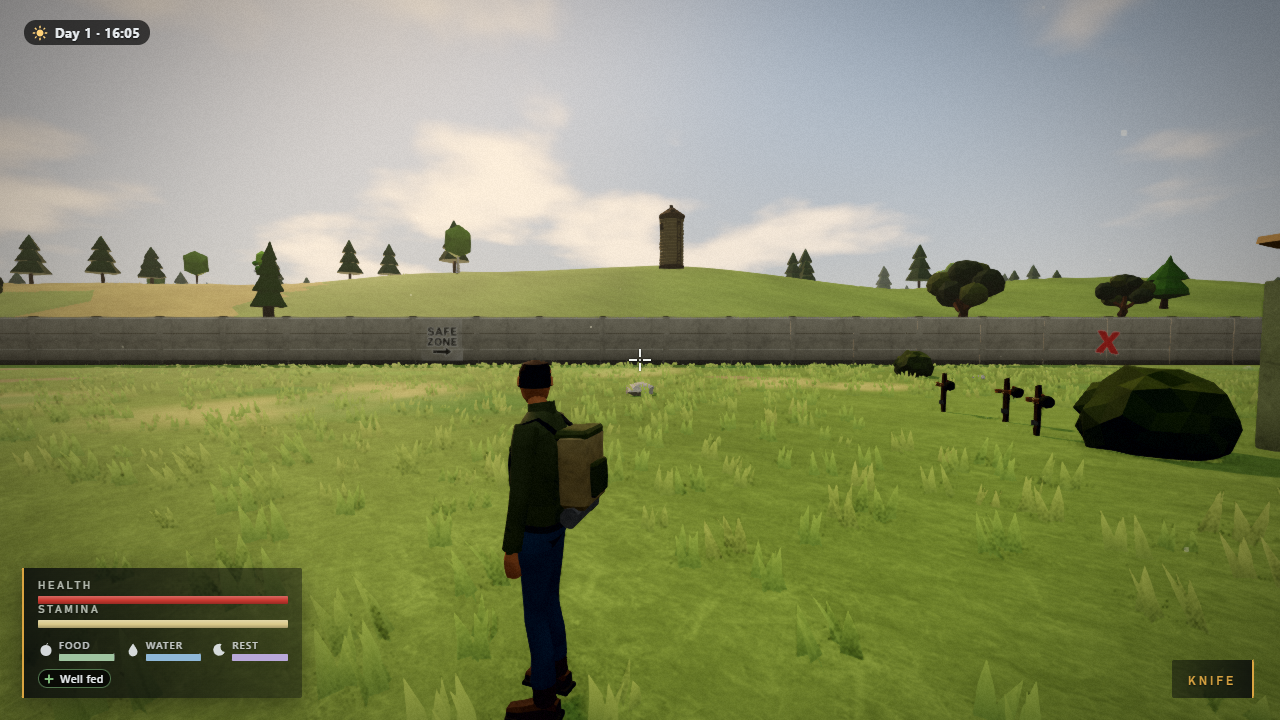 Day 1 - 16:05
SAFE
ZONE
X
HEALTH
STAMINA
FOOD
WATER
REST
+ Well fed
KNIFE